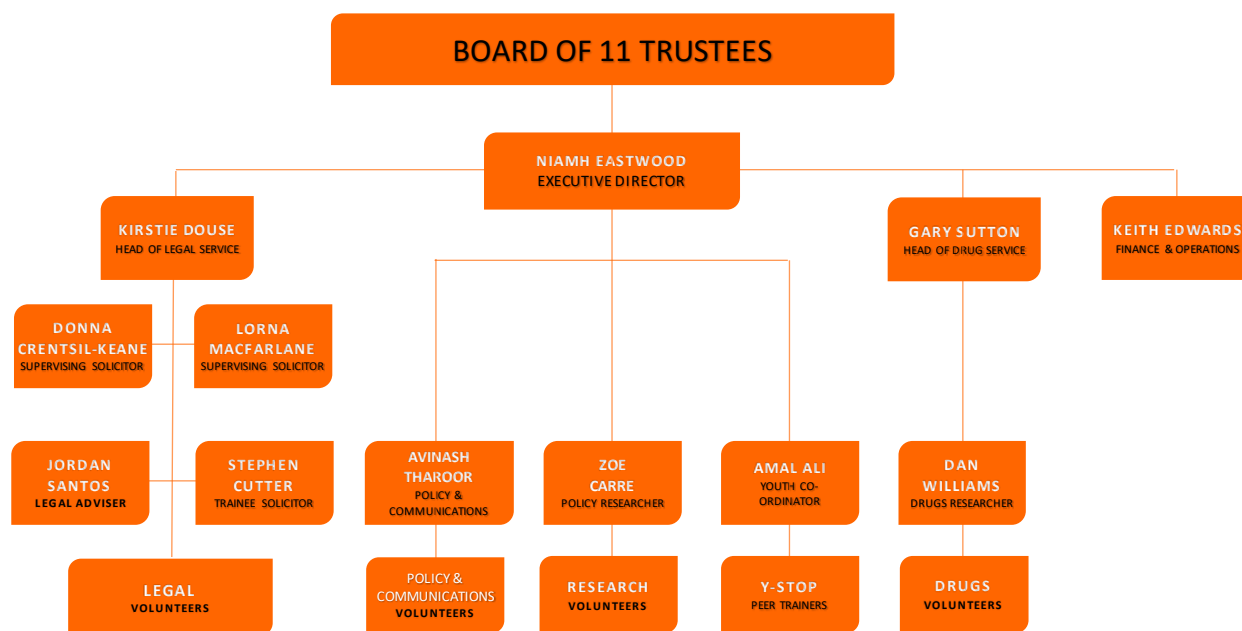 BOARD OF 11 TRUSTEES
NIAMH EASTWOOD
EXECUTIVE DIRECTOR
KIRSTIE DOUSE
HEAD OF LEGAL SERVICE
GARY SUTTON
HEAD OF DRUG SERVICE
KEITH EDWARDS
FINANCE & OPERATIONS
DONNA
CRENTSIL-KEANE
SUPERVISING SOLICITOR
LORNA
MACFARLANE
SUPERVISING SOLICITOR
JORDAN
SANTOS
LEGAL ADVISER
STEPHEN
CUTTER
TRAINEE SOLICITOR
AVINASH
THAROOR
POLICY &
COMMUNICATIONS
ZOE
CARRE
POLICY RESEARCHER
AMAL ALI
YOUTH CO-
ORDINATOR
DAN
WILLIAMS
DRUGS RESEARCHER
LEGAL
VOLUNTEERS
POLICY &
COMMUNICATIONS
VOLUNTEERS
RESEARCH
VOLUNTEERS
Y-STOP
PEER TRAINERS
DRUGS
VOLUNTEERS